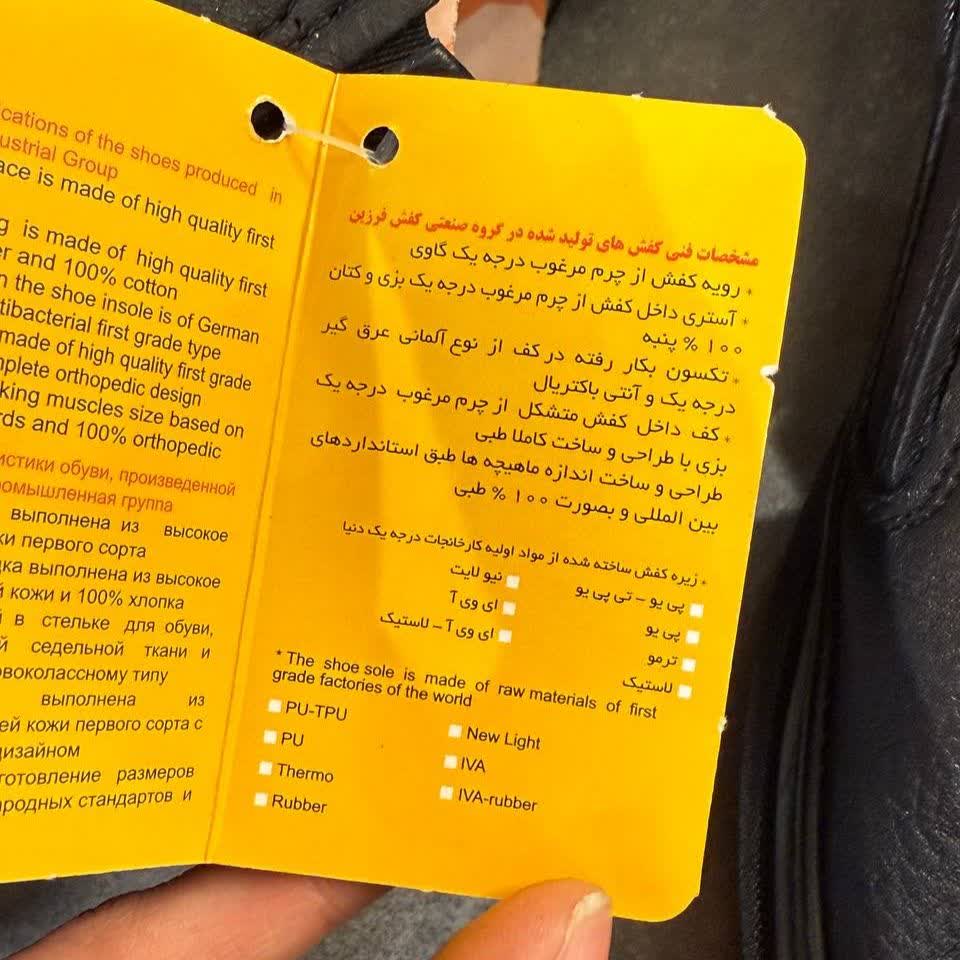 cations of the shoes produced in
ustrial Group
ace is made of high quality first
g is made of high quality first
er and 100% cotton
n the shoe insole is of German
tibacterial first grade type
made of high quality first grade
mplete orthopedic design
king muscles size based on
rds and 100% orthopedic
истики обуви, произведенной
ромышленная группа
выполнена из высокое
ки первого сорта
дка выполнена из высокое
й кожи и 100% хлопка
й в стельке для обуви,
й седельной ткани и
рвоколассному типу
выполнена из
ей кожи первого сорта с
дизайном
готовление размеров
ародных стандартов и
مشخصات فنی کفش های تولید شده در گروه صنعتی کفش فرزین
* رویه کفش از چرم مرغوب درجه یک گاوی
* آستری داخل کفش از چرم مرغوب درجه یک بزی و کتان
۱۰۰ % پنبه
* تکسون بکار رفته در کف از نوع آلمانی عرق گیر
درجه یک و آنتی باکتریال
* کف داخل کفش متشکل از چرم مرغوب درجه یک
بزی با طراحی و ساخت کاملا طبی
طراحی و ساخت اندازه ماهیچه ها طبق استانداردهای
بین المللی و بصورت ۱۰۰ % طبی
* زیره کفش ساخته شده از مواد اولیه کارخانجات درجه یک دنیا
پی یو - تی پی یو
پی یو
ترمو
لاستیک
نیو لایت
ای وی آ
ای وی آ - لاستیک
* The shoe sole is made of raw materials of first
grade factories of the world
PU-TPU
PU
Thermo
Rubber
New Light
IVA
IVA-rubber